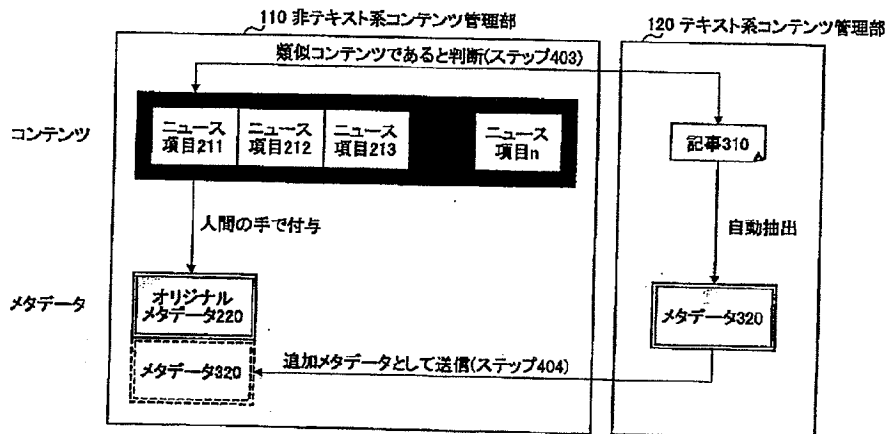 110 非テキスト系コンテンツ管理部
120 テキスト系コンテンツ管理部
類似コンテンツであると判断(ステップ403)
コンテンツ
ニュース
項目211
ニュース
項目212
ニュース
項目213
ニュース
項目n
記事310
人間の手で付与
自動抽出
メタデータ
オリジナル
メタデータ220
メタデータ320
メタデータ320
追加メタデータとして送信(ステップ404)